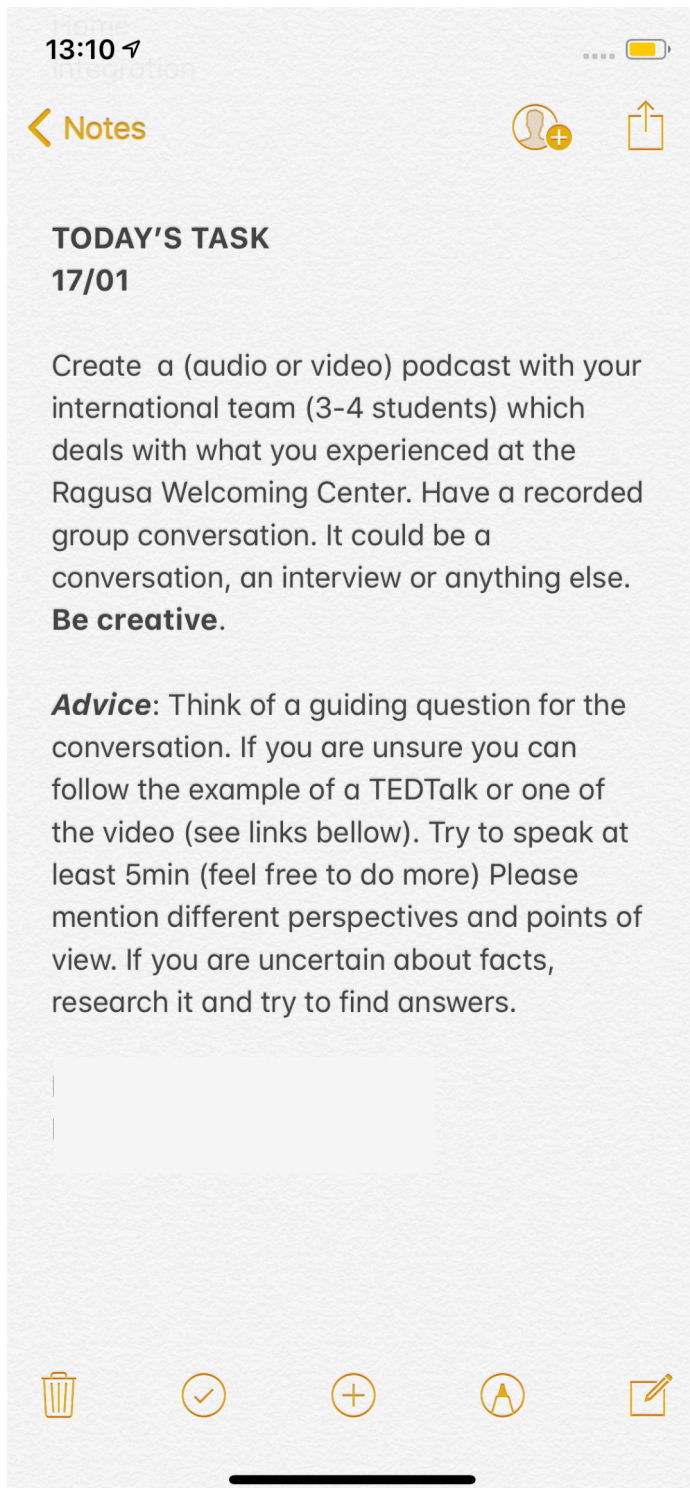 Home
13:10
integration
Notes
TODAY’S TASK
17/01
Create  a (audio or video) podcast with your
international team (3-4 students) which
deals with what you experienced at the
Ragusa Welcoming Center. Have a recorded
group conversation. It could be a
conversation, an interview or anything else.
Be creative.
Advice: Think of a guiding question for the
conversation. If you are unsure you can
follow the example of a TEDTalk or one of
the video (see links bellow). Try to speak at
least 5min (feel free to do more) Please
mention different perspectives and points of
view. If you are uncertain about facts,
research it and try to find answers.